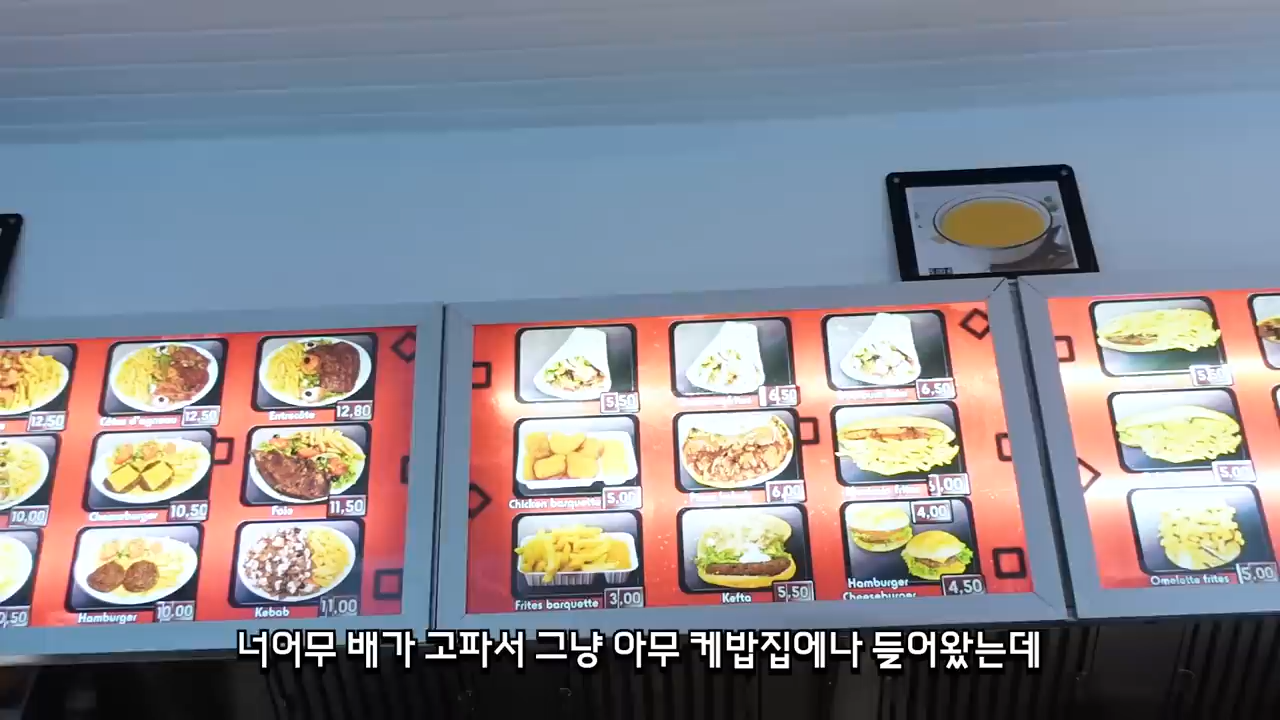 12,50
12,50
Entrecôte 12,80
10,00
Cheeseburger 10,50
Foie 11,50
Hamburger 10,00
Kebab 11,00
5,50
6,50
6,50
Chicken barquette 5,00
6,00
Frites barquette 3,00
Kefta 5,50
4,00
Hamburger
Cheeseburger 4,50
5,50
5,00
Omelette frites 5,00
너어무 배가 고파서 그냥 아무 케밥집에나 들어왔는데